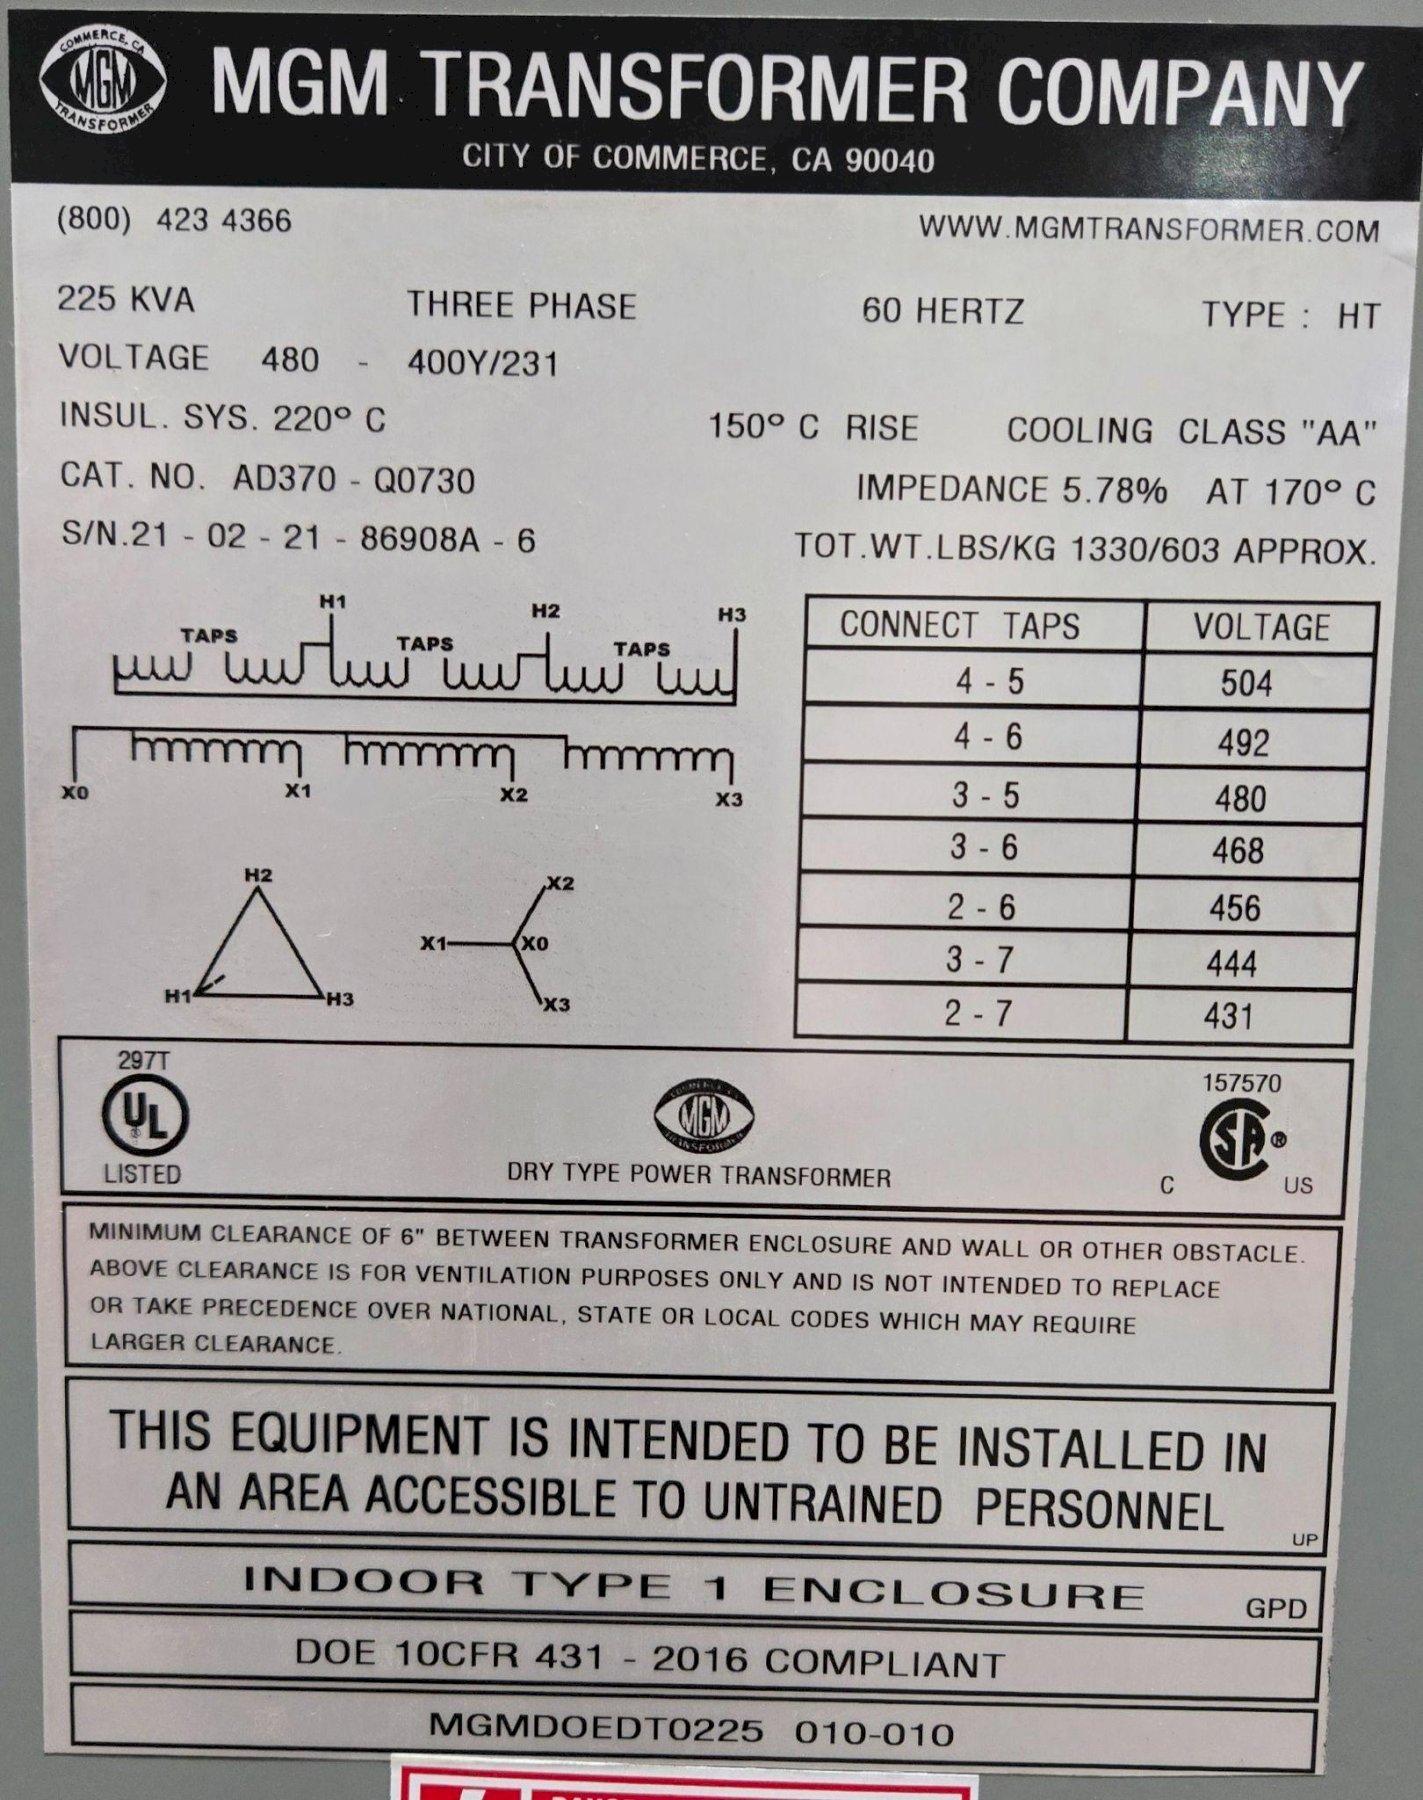 COMMERCE, CA
MGM
TRANSFORMER
MGM TRANSFORMER COMPANY
CITY OF COMMERCE, CA 90040
(800) 423 4366 WWW.MGMTRANSFORMER.COM
225 KVA THREE PHASE 60 HERTZ TYPE : HT
VOLTAGE 480 - 400Y/231
INSUL. SYS. 220° C 150° C RISE COOLING CLASS "AA"
CAT. NO. AD370 - Q0730 IMPEDANCE 5.78% AT 170° C
S/N.21 - 02 - 21 - 86908A - 6 TOT.WT.LBS/KG 1330/603 APPROX.
H1 H2 H3
TAPS TAPS TAPS
X0 X1 X2 X3
H2 X2
X1 X0
H1 H3 X3
CONNECT TAPS VOLTAGE
4 - 5 504
4 - 6 492
3 - 5 480
3 - 6 468
2 - 6 456
3 - 7 444
2 - 7 431
297T 157570
UL MGM SA®
TRANSFORMER
LISTED DRY TYPE POWER TRANSFORMER C US
MINIMUM CLEARANCE OF 6" BETWEEN TRANSFORMER ENCLOSURE AND WALL OR OTHER OBSTACLE.
ABOVE CLEARANCE IS FOR VENTILATION PURPOSES ONLY AND IS NOT INTENDED TO REPLACE
OR TAKE PRECEDENCE OVER NATIONAL, STATE OR LOCAL CODES WHICH MAY REQUIRE
LARGER CLEARANCE.
THIS EQUIPMENT IS INTENDED TO BE INSTALLED IN
AN AREA ACCESSIBLE TO UNTRAINED PERSONNEL
UP
INDOOR TYPE 1 ENCLOSURE GPD
DOE 10CFR 431 - 2016 COMPLIANT
MGMDOEDT0225 010-010